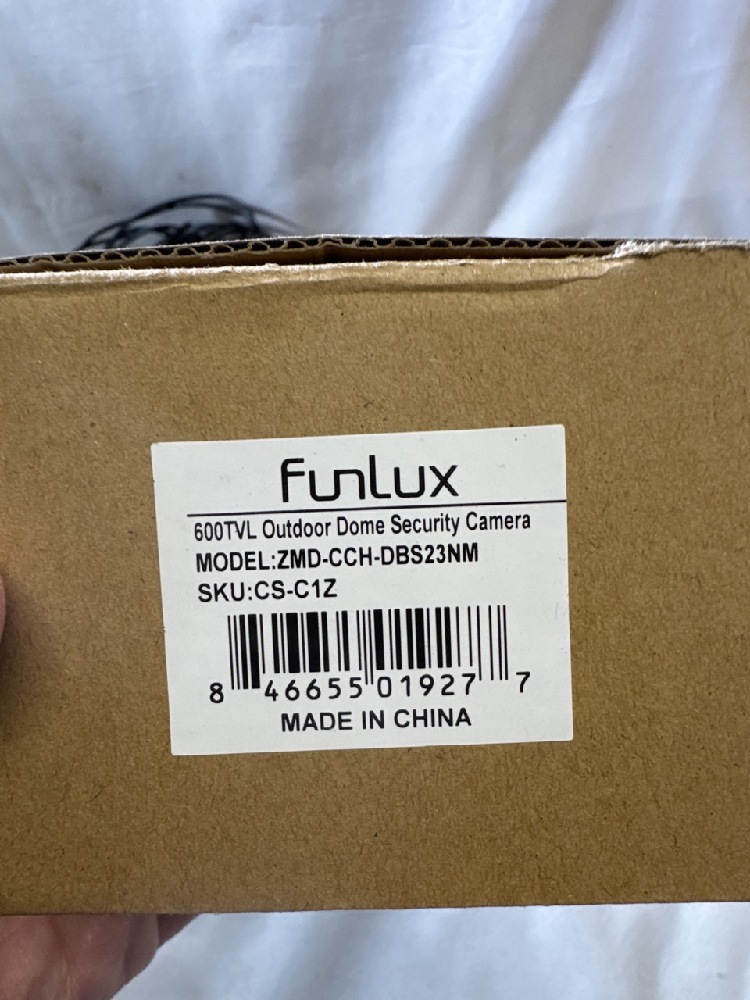 Funlux
600TVL Outdoor Dome Security Camera
MODEL:ZMD-CCH-DBS23NM
SKU:CS-C1Z
8 46655 01927 7
MADE IN CHINA